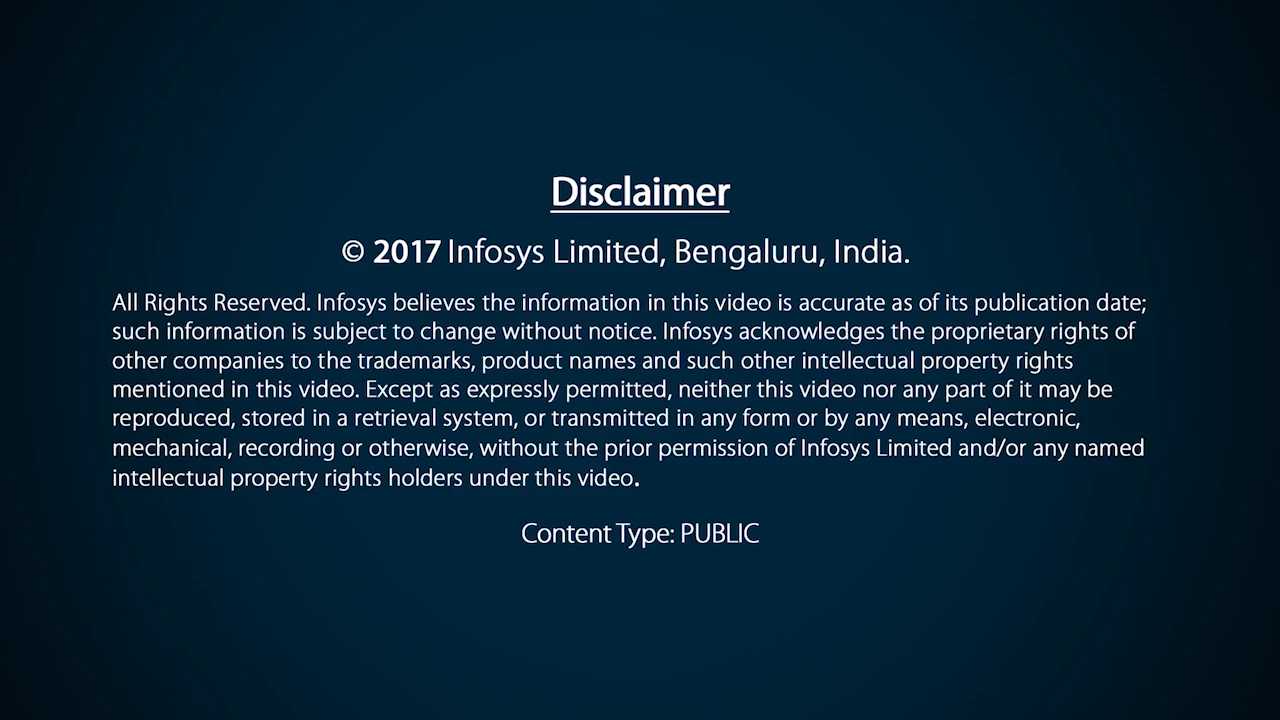 Disclaimer
© 2017 Infosys Limited, Bengaluru, India.
All Rights Reserved. Infosys believes the information in this video is accurate as of its publication date;
such information is subject to change without notice. Infosys acknowledges the proprietary rights of
other companies to the trademarks, product names and such other intellectual property rights
mentioned in this video. Except as expressly permitted, neither this video nor any part of it may be
reproduced, stored in a retrieval system, or transmitted in any form or by any means, electronic,
mechanical, recording or otherwise, without the prior permission of Infosys Limited and/or any named
intellectual property rights holders under this video.
Content Type: PUBLIC